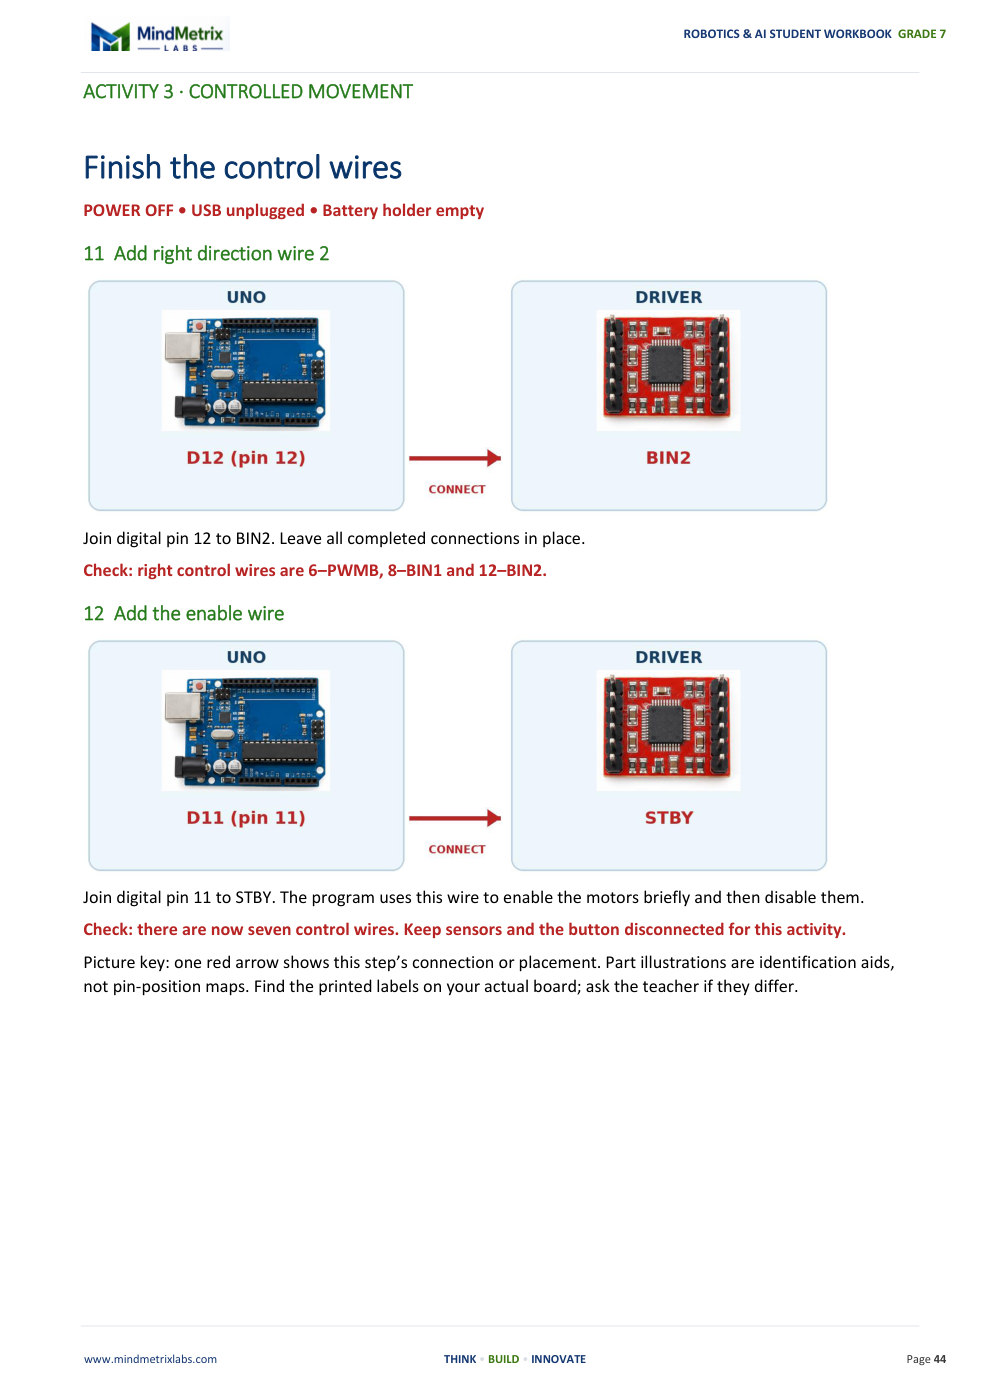 MindMetrix
LABS
ROBOTICS & AI STUDENT WORKBOOK GRADE 7
ACTIVITY 3 · CONTROLLED MOVEMENT
Finish the control wires
POWER OFF • USB unplugged • Battery holder empty
11 Add right direction wire 2
UNO
DRIVER
D12 (pin 12)
BIN2
CONNECT
Join digital pin 12 to BIN2. Leave all completed connections in place.
Check: right control wires are 6–PWMB, 8–BIN1 and 12–BIN2.
12 Add the enable wire
UNO
DRIVER
D11 (pin 11)
STBY
CONNECT
Join digital pin 11 to STBY. The program uses this wire to enable the motors briefly and then disable them.
Check: there are now seven control wires. Keep sensors and the button disconnected for this activity.
Picture key: one red arrow shows this step’s connection or placement. Part illustrations are identification aids,
not pin-position maps. Find the printed labels on your actual board; ask the teacher if they differ.
www.mindmetrixlabs.com
THINK • BUILD • INNOVATE
Page 44